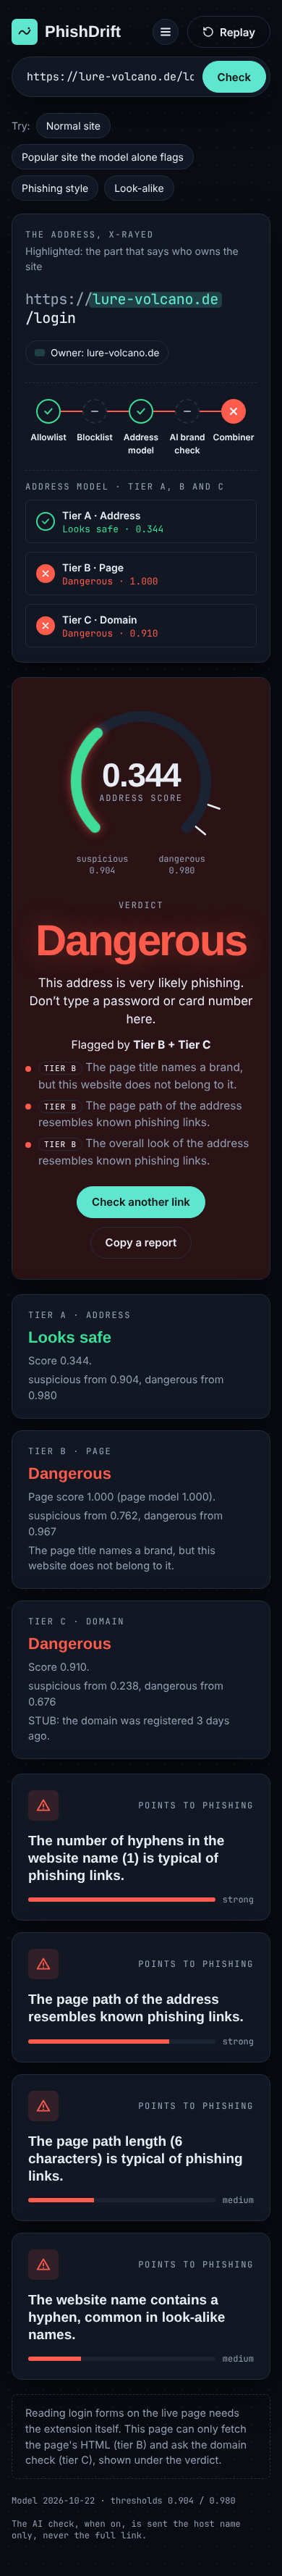 PhishDrift
Replay
https://lure-volcano.de/lo
Check
Try:
Normal site
Popular site the model alone flags
Phishing style
Look-alike
THE ADDRESS, X-RAYED
Highlighted: the part that says who owns the
site
https://lure-volcano.de
/login
Owner: lure-volcano.de
Allowlist
Blocklist
Address
model
AI brand
check
Combiner
ADDRESS MODEL · TIER A, B AND C
Tier A · Address
Looks safe · 0.344
Tier B · Page
Dangerous · 1.000
Tier C · Domain
Dangerous · 0.910
0.344
ADDRESS SCORE
suspicious
0.904
dangerous
0.980
VERDICT
Dangerous
This address is very likely phishing.
Don’t type a password or card number
here.
Flagged by Tier B + Tier C
TIER B The page title names a brand,
but this website does not belong to it.
TIER B The page path of the address
resembles known phishing links.
TIER B The overall look of the address
resembles known phishing links.
Check another link
Copy a report
TIER A · ADDRESS
Looks safe
Score 0.344.
suspicious from 0.904, dangerous from
0.980
TIER B · PAGE
Dangerous
Page score 1.000 (page model 1.000).
suspicious from 0.762, dangerous from
0.967
The page title names a brand, but this
website does not belong to it.
TIER C · DOMAIN
Dangerous
Score 0.910.
suspicious from 0.238, dangerous from
0.676
STUB: the domain was registered 3 days
ago.
POINTS TO PHISHING
The number of hyphens in the
website name (1) is typical of
phishing links.
strong
POINTS TO PHISHING
The page path of the address
resembles known phishing links.
strong
POINTS TO PHISHING
The page path length (6
characters) is typical of phishing
links.
medium
POINTS TO PHISHING
The website name contains a
hyphen, common in look-alike
names.
medium
Reading login forms on the live page needs
the extension itself. This page can only fetch
the page's HTML (tier B) and ask the domain
check (tier C), shown under the verdict.
Model 2026-10-22 · thresholds 0.904 / 0.980
The AI check, when on, is sent the host name
only, never the full link.